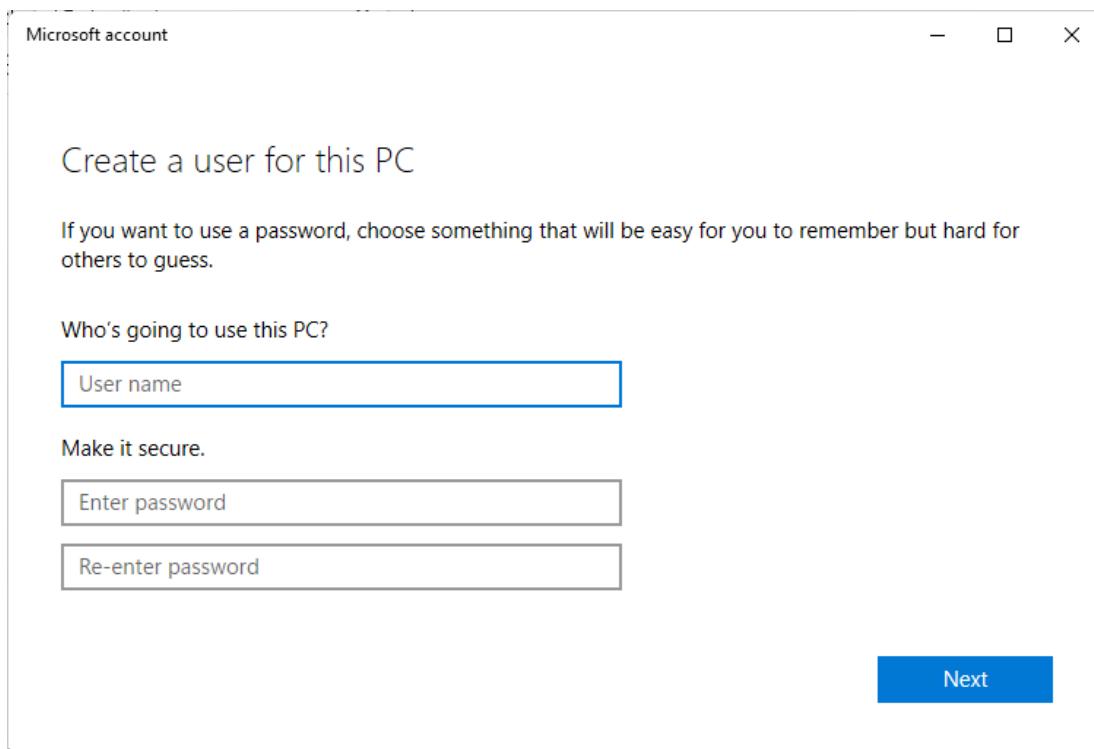 Microsoft account
Create a user for this PC
If you want to use a password, choose something that will be easy for you to remember but hard for
others to guess.
Who's going to use this PC?
User name
Make it secure.
Enter password
Re-enter password
Next